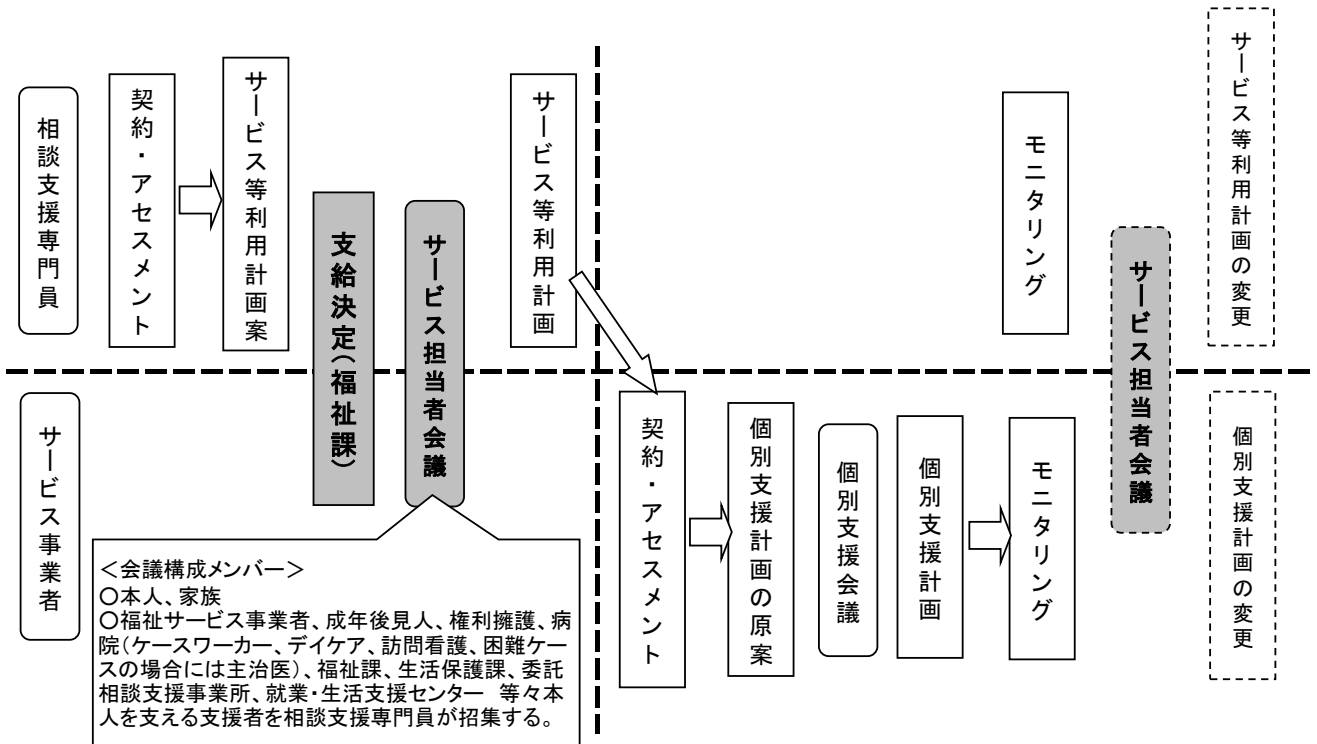 相談支援専門員
契約・アセスメント
サービス等利用計画案
支給決定（福祉課）
サービス担当者会議
サービス等利用計画
モニタリング
サービス担当者会議
サービス等利用計画の変更
サービス事業者
＜会議構成メンバー＞
○本人、家族
○福祉サービス事業者、成年後見人、権利擁護、病
院（ケースワーカー、デイケア、訪問看護、困難ケー
スの場合には主治医）、福祉課、生活保護課、委託
相談支援事業所、就業・生活支援センター　等々本
人を支える支援者を相談支援専門員が招集する。
契約・アセスメント
個別支援計画の原案
個別支援会議
個別支援計画
モニタリング
個別支援計画の変更